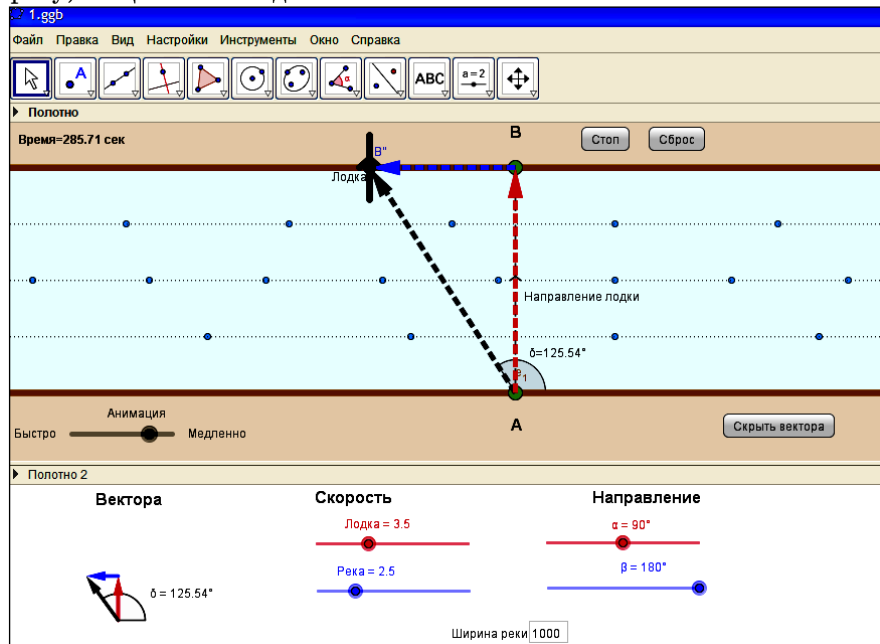 1.ggb
Файл Правка Вид Настройки Инструменты Окно Справка
A ABC a=2
Полотно
Время=285.71 сек
B
Стоп Сброс
B"
Лодка
Направление лодки
δ=125.54°
A
Анимация
Быстро Медленно
Скрыть вектора
Полотно 2
Вектора Скорость Направление
Лодка = 3.5 α = 90°
Река = 2.5 β = 180°
δ = 125.54°
Ширина реки 1000